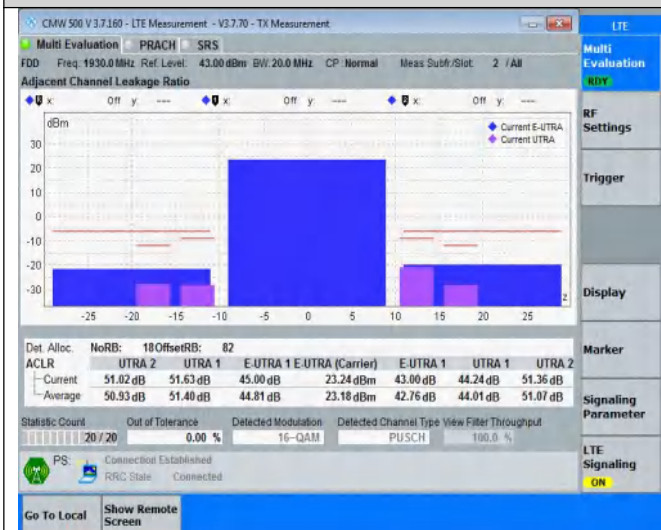 CMW 500 V 3.7.160 - LTE Measurement - V3.7.70 - TX Measurement
LTE
Multi Evaluation PRACH SRS
FDD Freq: 1930.0 MHz Ref. Level: 43.00 dBm BW: 20.0 MHz CP: Normal Meas Subfr./Slot: 2 / All
Adjacent Channel Leakage Ratio
x: Off y: --- x: Off y: --- x: Off y: ---
dBm
Current E-UTRA
Current UTRA
30
20
10
0
-10
-20
-30
z
-25 -20 -15 -10 -5 0 5 10 15 20 25
Det. Alloc. NoRB: 18 OffsetRB: 82
ACLR UTRA 2 UTRA 1 E-UTRA 1 E-UTRA (Carrier) E-UTRA 1 UTRA 1 UTRA 2
Current 51.02 dB 51.63 dB 45.00 dB 23.24 dBm 43.00 dB 44.24 dB 51.36 dB
Average 50.93 dB 51.40 dB 44.81 dB 23.18 dBm 42.76 dB 44.01 dB 51.07 dB
Statistic Count Out of Tolerance Detected Modulation Detected Channel Type View Filter Throughput
20 / 20 0.00 % 16-QAM PUSCH 100.0 %
PS: Connection Established
RRC State Connected
Go To Local
Show Remote
Screen
Multi
Evaluation
RDY
RF
Settings
Trigger
Display
Marker
Signaling
Parameter
LTE
Signaling
ON